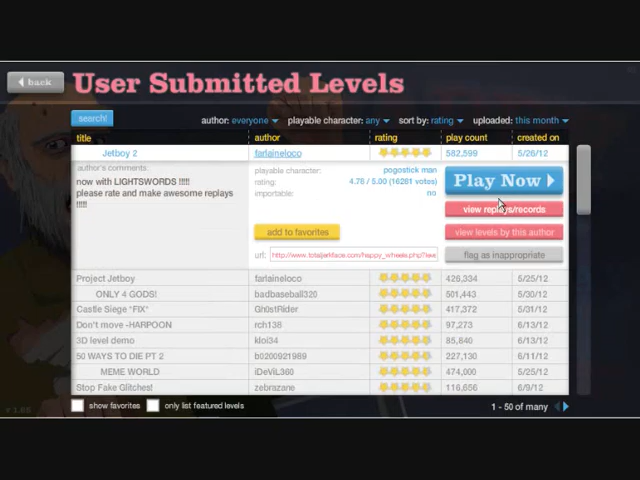 back
User Submitted Levels
search!
author: everyone playable character: any sort by: rating uploaded: this month
title author rating play count created on
Jetboy 2 farlaineloco 582,599 5/26/12
author's comments:
now with LIGHTSWORDS !!!!!
please rate and make awesome replays
!!!!!
playable character: pogostick man
rating: 4.78 / 5.00 (16281 votes)
importable: no
Play Now
view replays/records
add to favorites
view levels by this author
url: http://www.totaljerkface.com/happy_wheels.php?
flag as inappropriate
Project Jetboy farlaineloco 426,334 5/25/12
ONLY 4 GODS! badbaseball320 501,443 5/30/12
Castle Siege *FIX* Gh0stRider 417,372 5/31/12
Don't move -HARPOON rch138 97,273 6/13/12
3D level demo kloi34 85,840 6/13/12
50 WAYS TO DIE PT 2 b0200921989 227,130 6/11/12
MEME WORLD iDeViL360 474,000 5/25/12
Stop Fake Glitches! zebrazane 116,656 6/9/12
show favorites only list featured levels 1 - 50 of many